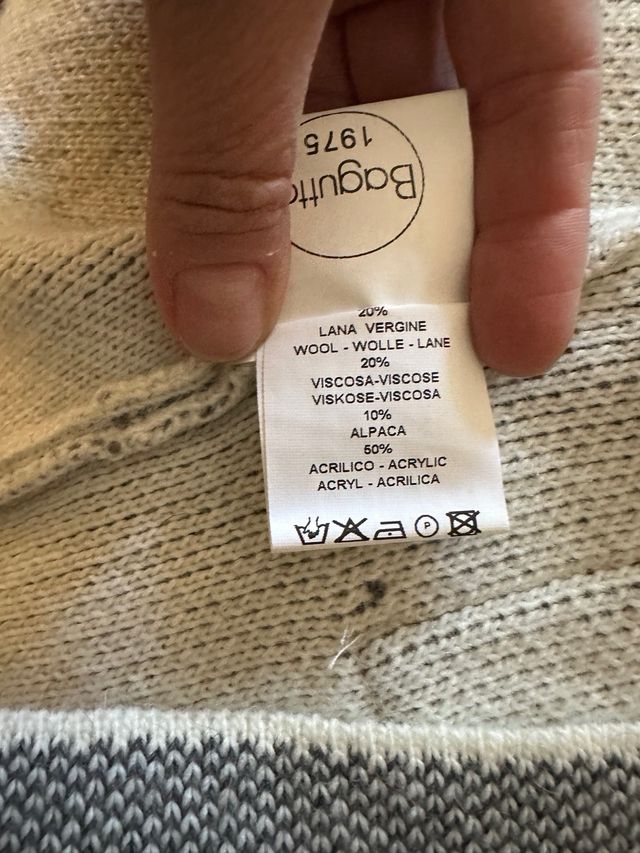 Bagutta
1975
20%
LANA VERGINE
WOOL - WOLLE - LANE
20%
VISCOSA-VISCOSE
VISKOSE-VISCOSA
10%
ALPACA
50%
ACRILICO - ACRYLIC
ACRYL - ACRILICA
P